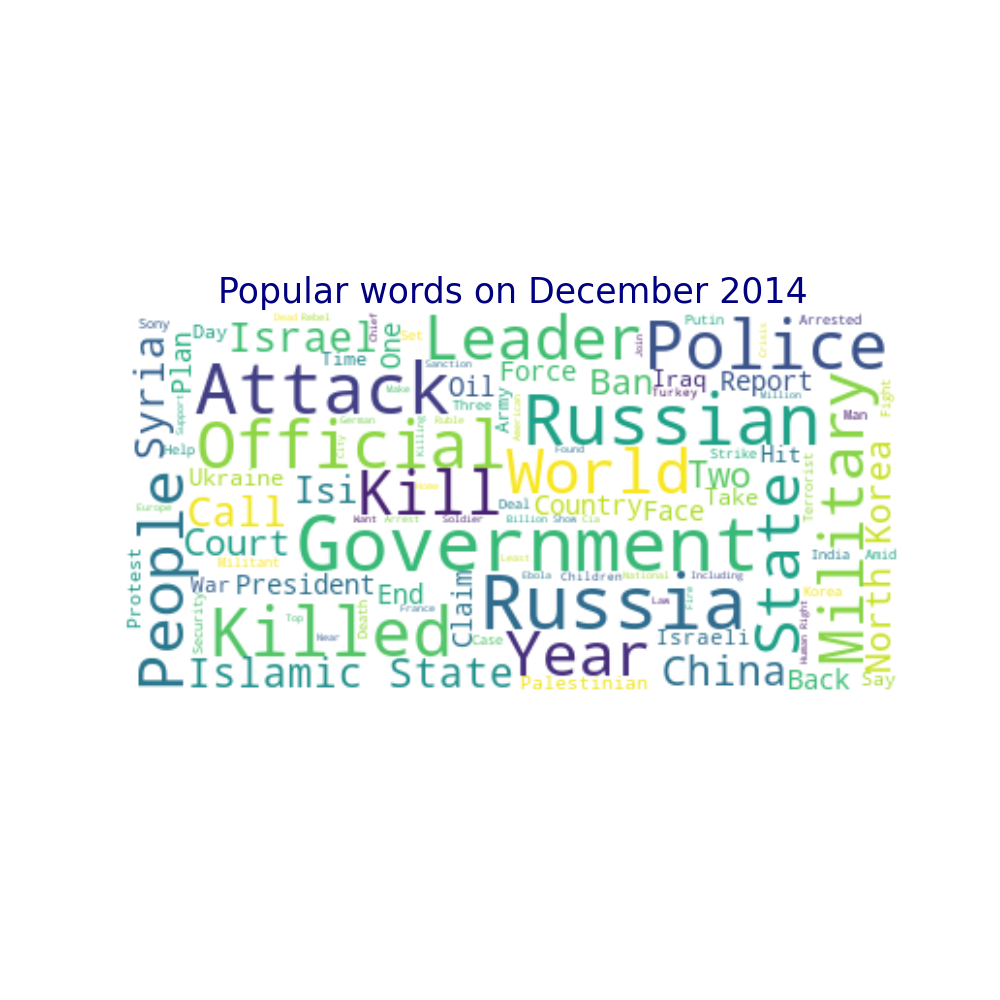 Popular words on December 2014
Sony
Day
Israel
Dead
Rebel
Chief
One
Set
Leader
Join
Police
Putin
Crisis
Arrested
Syria
Plan
Support
Time
Attack
Make
Oil
Sanction
Three
Force
Army
American
Ban
Iraq
Turkey
Report
Million
Man
Fight
Help
Official
German
City
Killing
Ruble
Russian
Found
World
Two
Strike
Hit
Terrorist
Military
North Korea
Europe
People
Ukraine
Call
Isi
Kill
Home
Want
Arrest
Soldier
Deal
Country
Billion
Show
Cia
Face
Take
State
India
Amid
Protest
Court
Militant
War
President
Government
Least
Ebola
Children
National
Including
Korea
Security
Killed
Top
Near
Death
End
France
Claim
Case
Russia
Law
Fire
Human Right
Islamic State
Year
Palestinian
Israeli
China
Back
Say